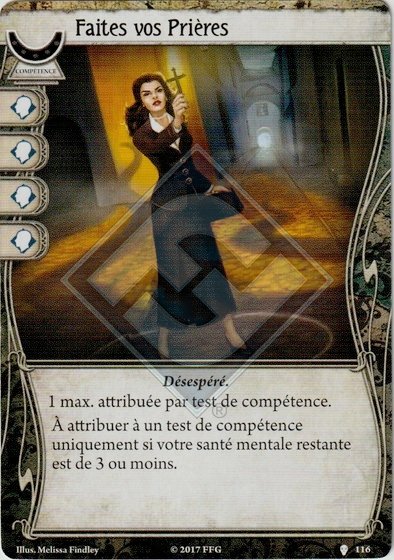 Faites vos Prières
COMPÉTENCE
Désespéré.
1 max. attribuée par test de compétence.
À attribuer à un test de compétence
uniquement si votre santé mentale restante
est de 3 ou moins.
®
Illus. Melissa Findley
© 2017 FFG
116